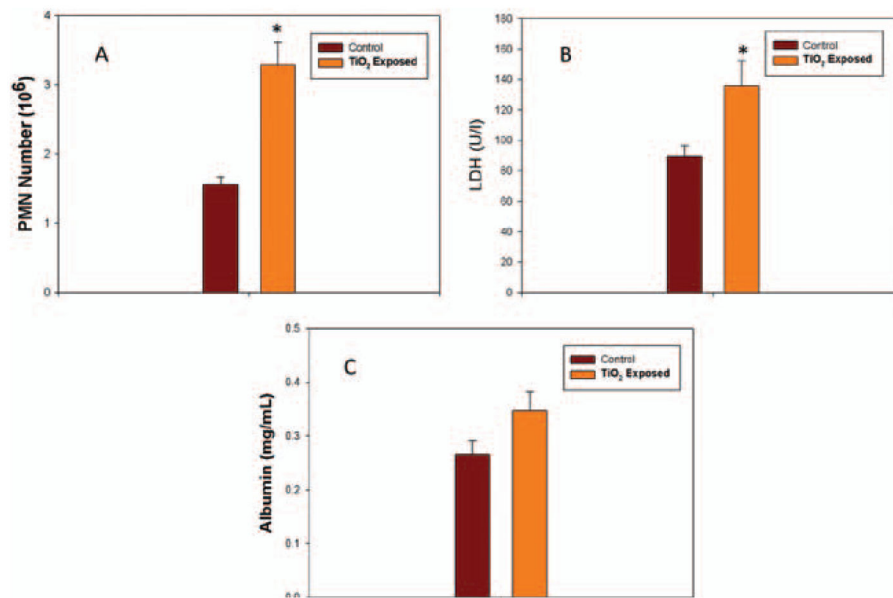 A
*
Control
TiO2 Exposed
PMN Number (10^6)
4
3
2
1
0
B
*
Control
TiO2 Exposed
LDH (U/l)
180
160
140
120
100
80
60
40
20
0
C
Control
TiO2 Exposed
Albumin (mg/mL)
0.5
0.4
0.3
0.2
0.1
0.0